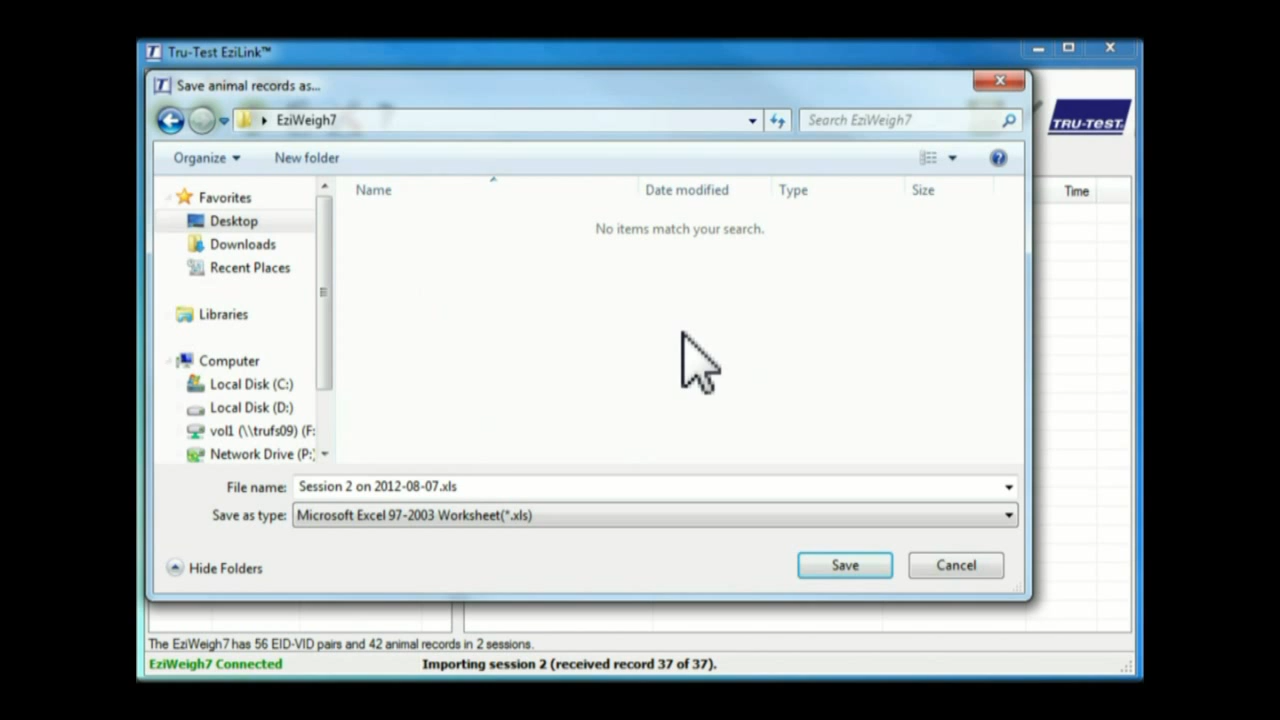 Tru-Test EziLink™
Save animal records as...
EziWeigh7
Search EziWeigh7
TRU-TEST
Organize
New folder
Name
Date modified
Type
Size
Time
Favorites
Desktop
Downloads
Recent Places
Libraries
Computer
Local Disk (C:)
Local Disk (D:)
vol1 (\\trufs09) (F:
Network Drive (P:
No items match your search.
File name: Session 2 on 2012-08-07.xls
Save as type: Microsoft Excel 97-2003 Worksheet(*.xls)
Hide Folders
Save
Cancel
The EziWeigh7 has 56 EID-VID pairs and 42 animal records in 2 sessions.
EziWeigh7 Connected
Importing session 2 (received record 37 of 37).